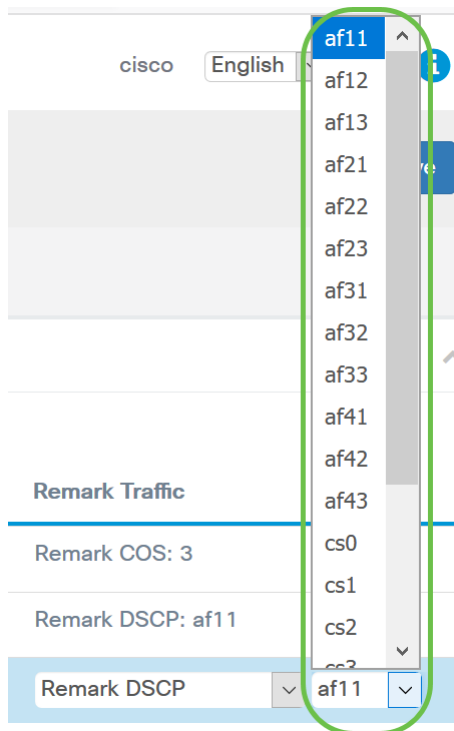 af11
cisco English
af12
af13
af21
af22
af23
af31
af32
af33
af41
af42
Remark Traffic
af43
cs0
Remark COS: 3
cs1
cs2
Remark DSCP: af11
cs3
Remark DSCP af11